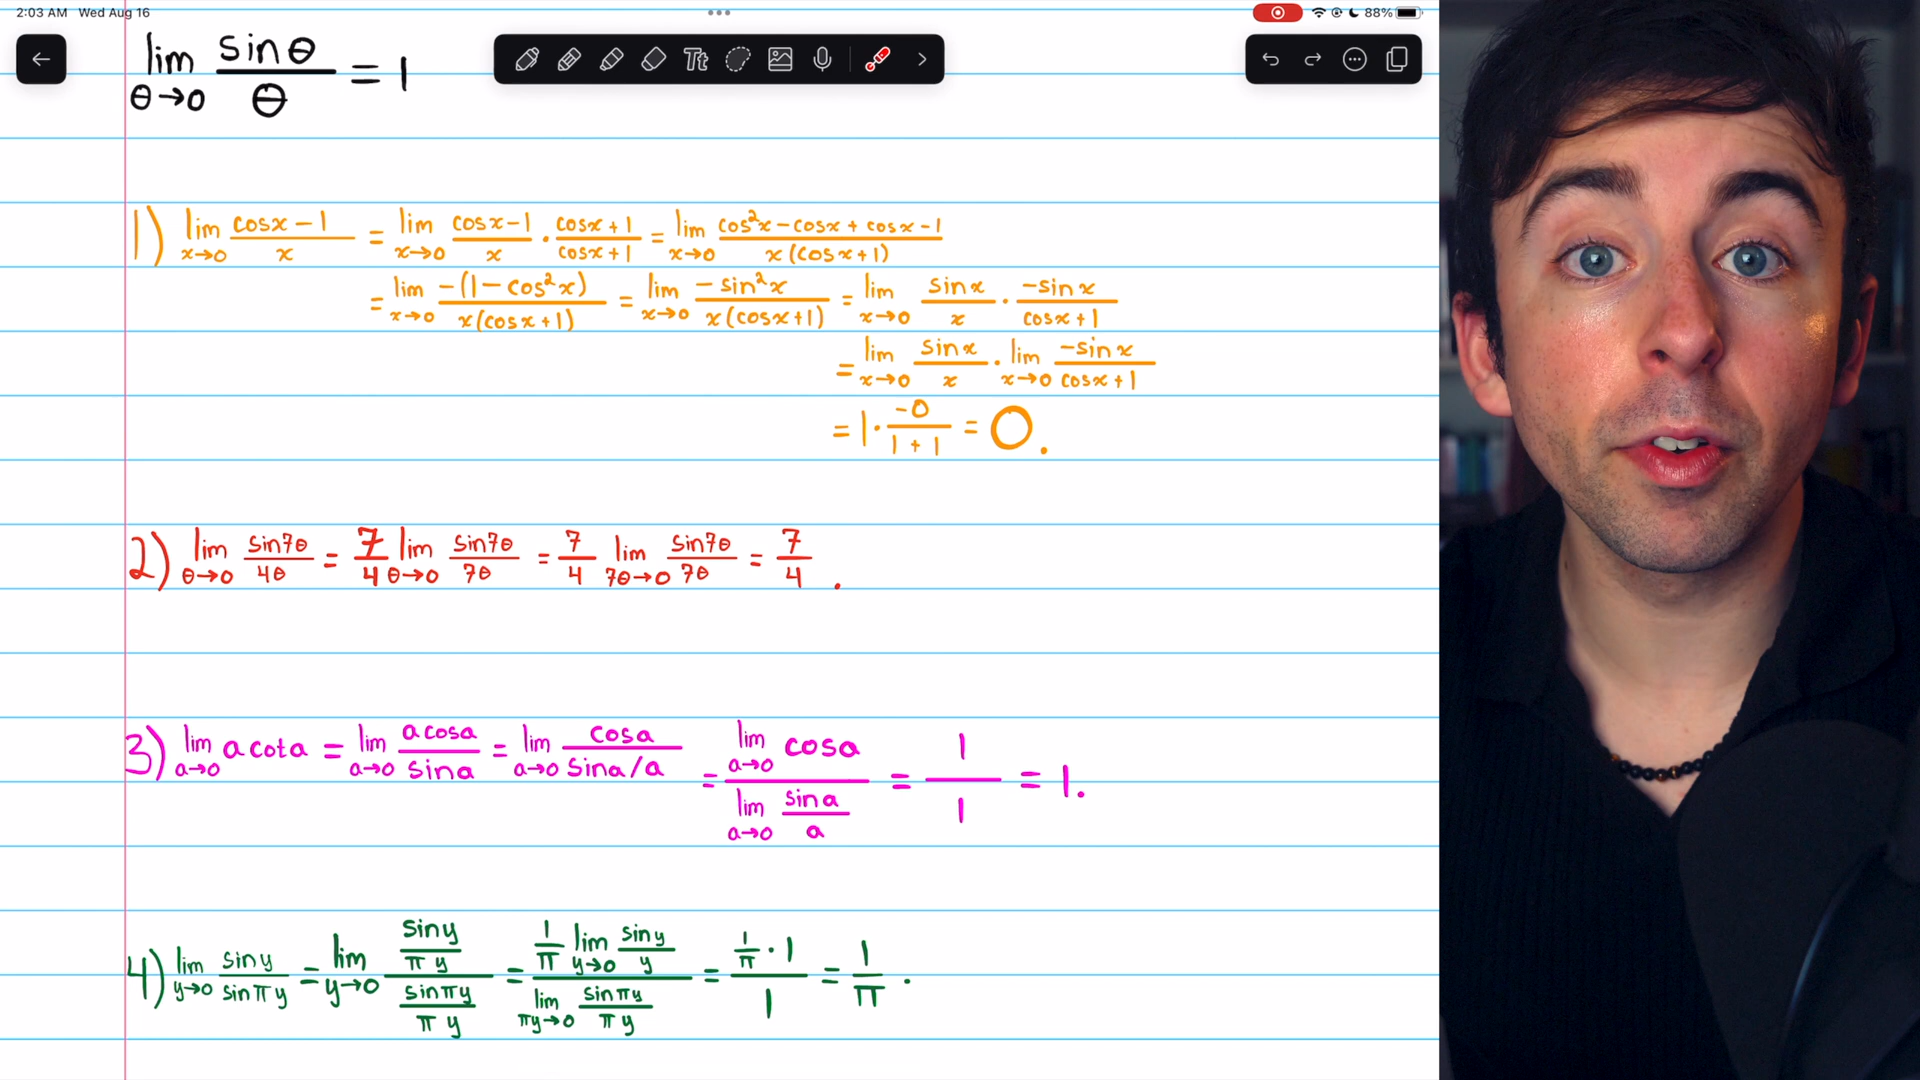 2:03 AM Wed Aug 16
88%
Tt
lim θ→0 sinθ/θ = 1
1) lim x→0 (cosx-1)/x = lim x→0 (cosx-1)/x · (cosx+1)/(cosx+1) = lim x→0 (cos²x-cosx+cosx-1)/(x(cosx+1))
= lim x→0 -(1-cos²x)/(x(cosx+1)) = lim x→0 -sin²x/(x(cosx+1)) = lim x→0 sinx/x · -sinx/(cosx+1)
= lim x→0 sinx/x · lim x→0 -sinx/(cosx+1)
= 1 · -0/(1+1) = 0.
2) lim θ→0 sin7θ/4θ = 7/4 lim θ→0 sin7θ/7θ = 7/4 lim 7θ→0 sin7θ/7θ = 7/4.
3) lim a→0 a cota = lim a→0 a cosa/sina = lim a→0 cosa/(sina/a) = (lim a→0 cosa)/(lim a→0 sina/a) = 1/1 = 1.
4) lim y→0 siny/sinπy = lim y→0 (siny/πy)/(sinπy/πy) = (1/π lim y→0 siny/y)/(lim πy→0 sinπy/πy) = (1/π · 1)/1 = 1/π.